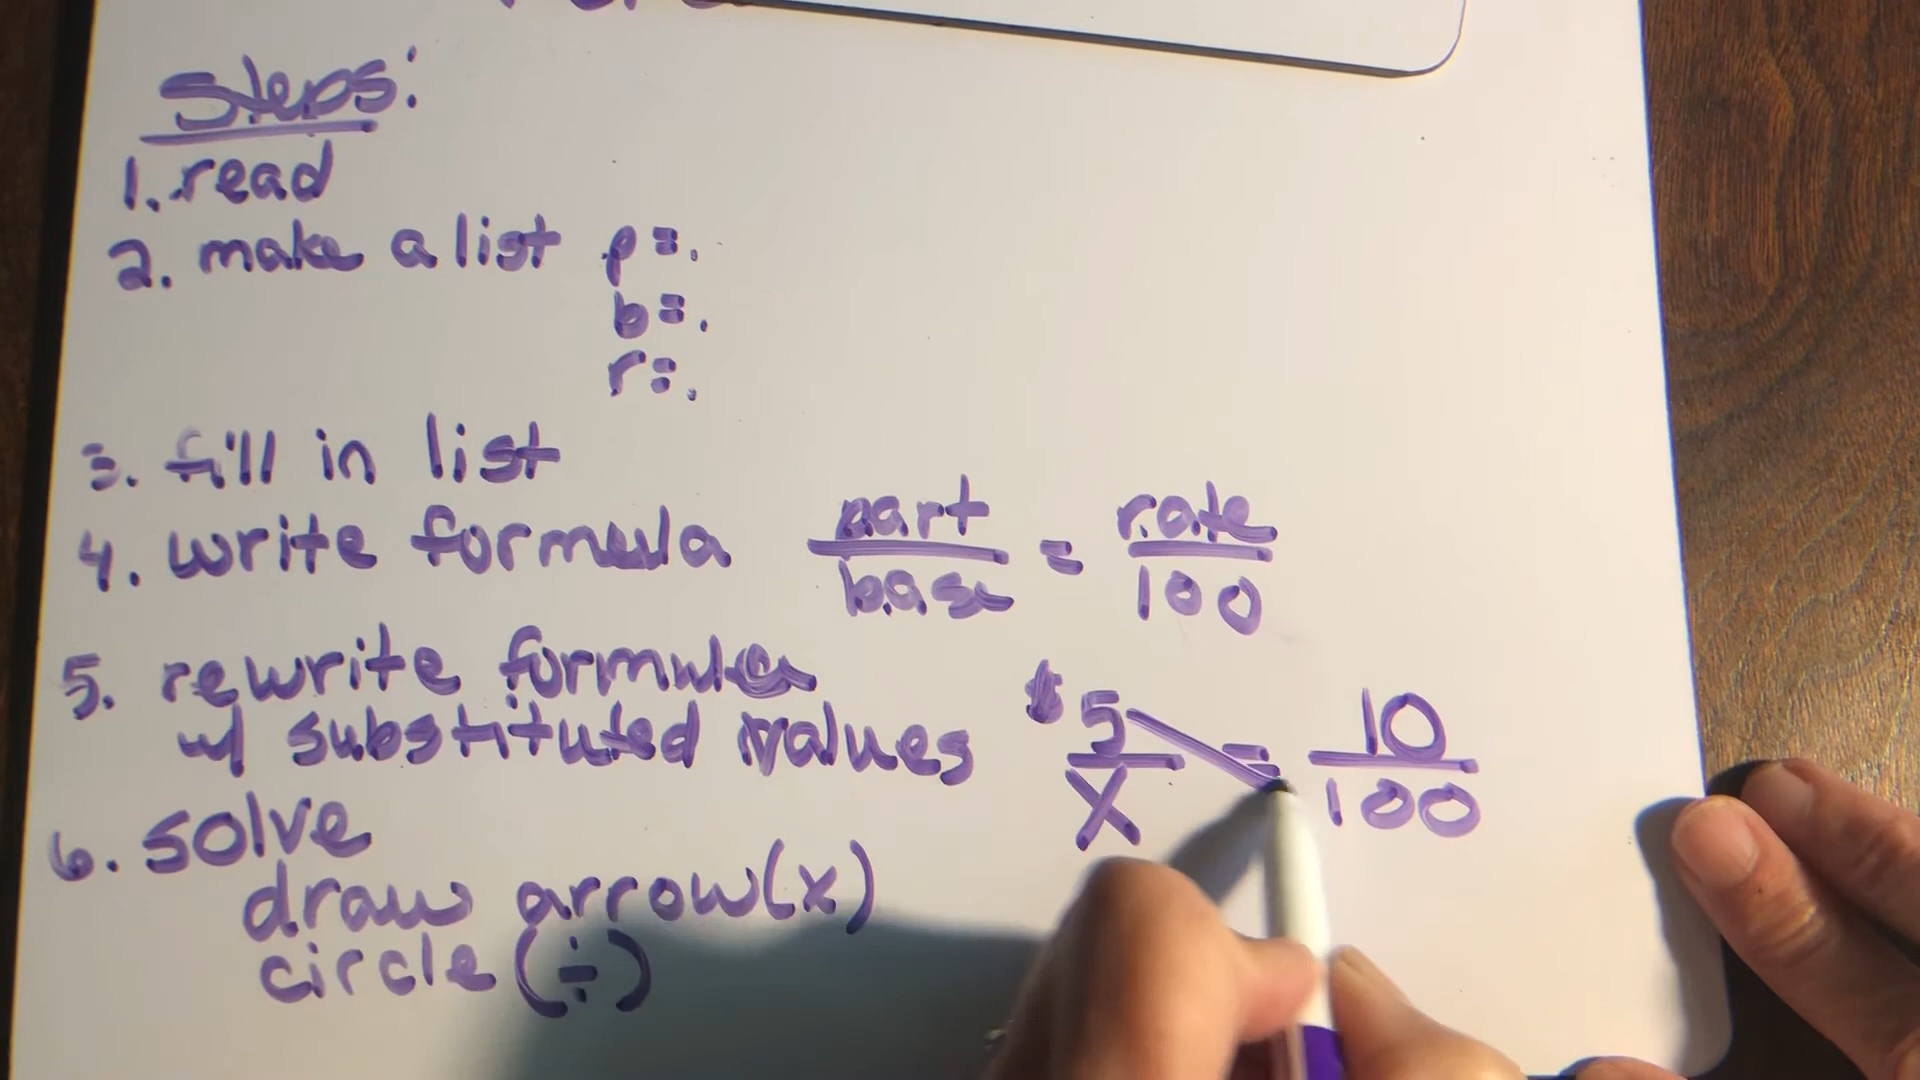 Steps:
1. read
2. make a list p=.
b=.
r=.
3. fill in list
4. write formula part/base = rate/100
5. rewrite formula
w/ substituted values $5/X = 10/100
6. solve
draw arrow(x)
circle (÷)